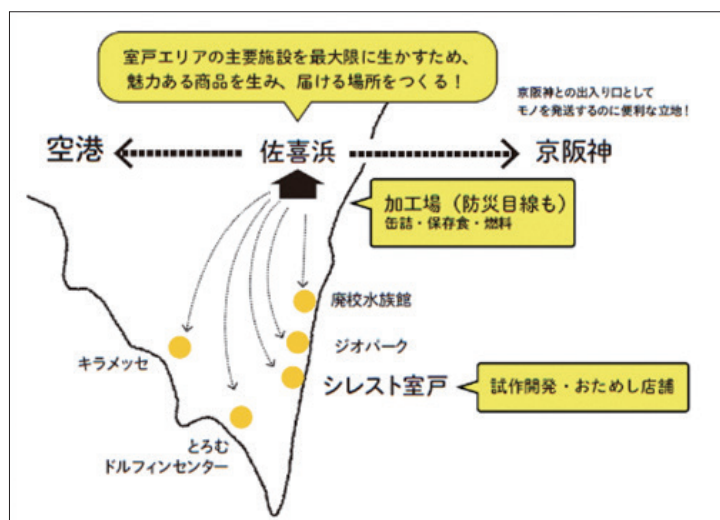 室戸エリアの主要施設を最大限に生かすため、
魅力ある商品を生み、届ける場所をつくる！
京阪神との出入り口として
モノを発送するのに便利な立地！
空港
佐喜浜
京阪神
加工場（防災目線も）
缶詰・保存食・燃料
廃校水族館
ジオパーク
キラメッセ
シレスト室戸
試作開発・おためし店舗
とろむ
ドルフィンセンター